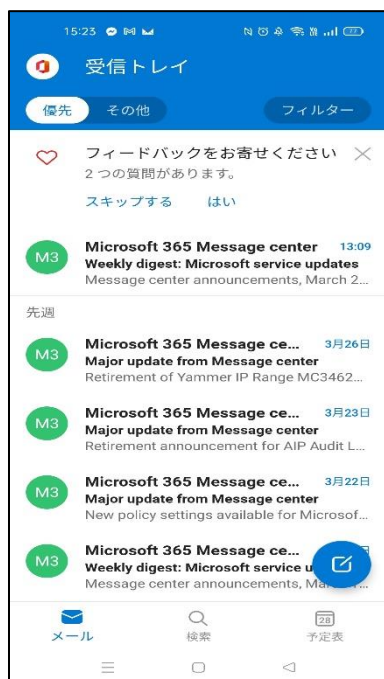 15:23
受信トレイ
優先 その他 フィルター
フィードバックをお寄せください
2 つの質問があります。
スキップする はい
M3 Microsoft 365 Message center 13:09
Weekly digest: Microsoft service updates
Message center announcements, March 2...
先週
M3 Microsoft 365 Message ce... 3月26日
Major update from Message center
Retirement of Yammer IP Range MC3462...
M3 Microsoft 365 Message ce... 3月23日
Major update from Message center
Retirement announcement for AIP Audit L...
M3 Microsoft 365 Message ce... 3月22日
Major update from Message center
New policy settings available for Microsof...
M3 Microsoft 365 Message ce...
Weekly digest: Microsoft service
Message center announcements,
28
メール 検索 予定表